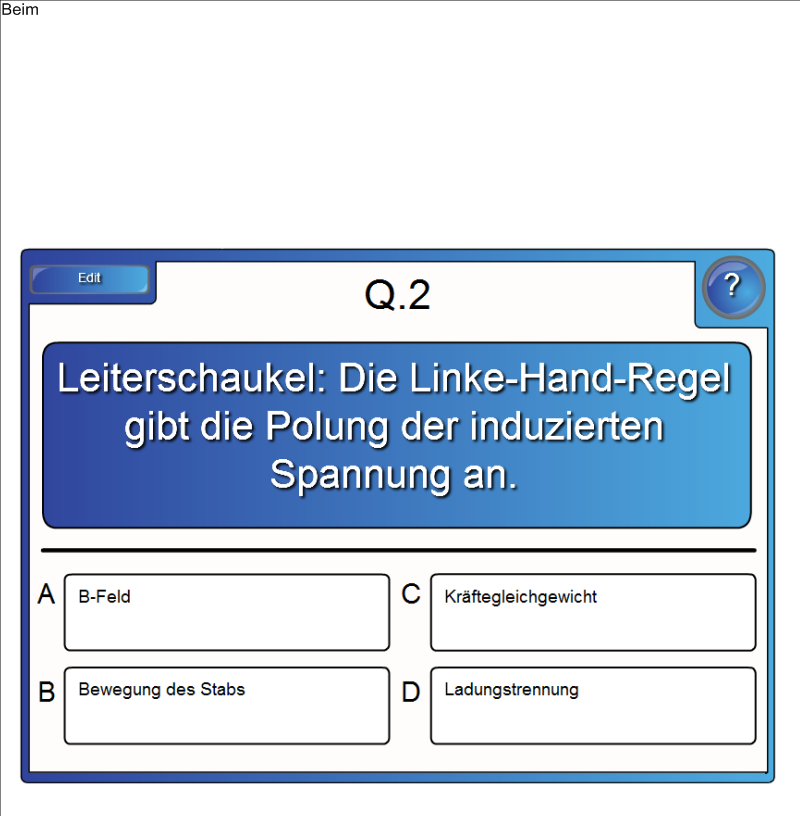 Beim
Edit
Q.2
?
Leiterschaukel: Die Linke-Hand-Regel
gibt die Polung der induzierten
Spannung an.
A
B-Feld
C
Kräftegleichgewicht
B
Bewegung des Stabs
D
Ladungstrennung